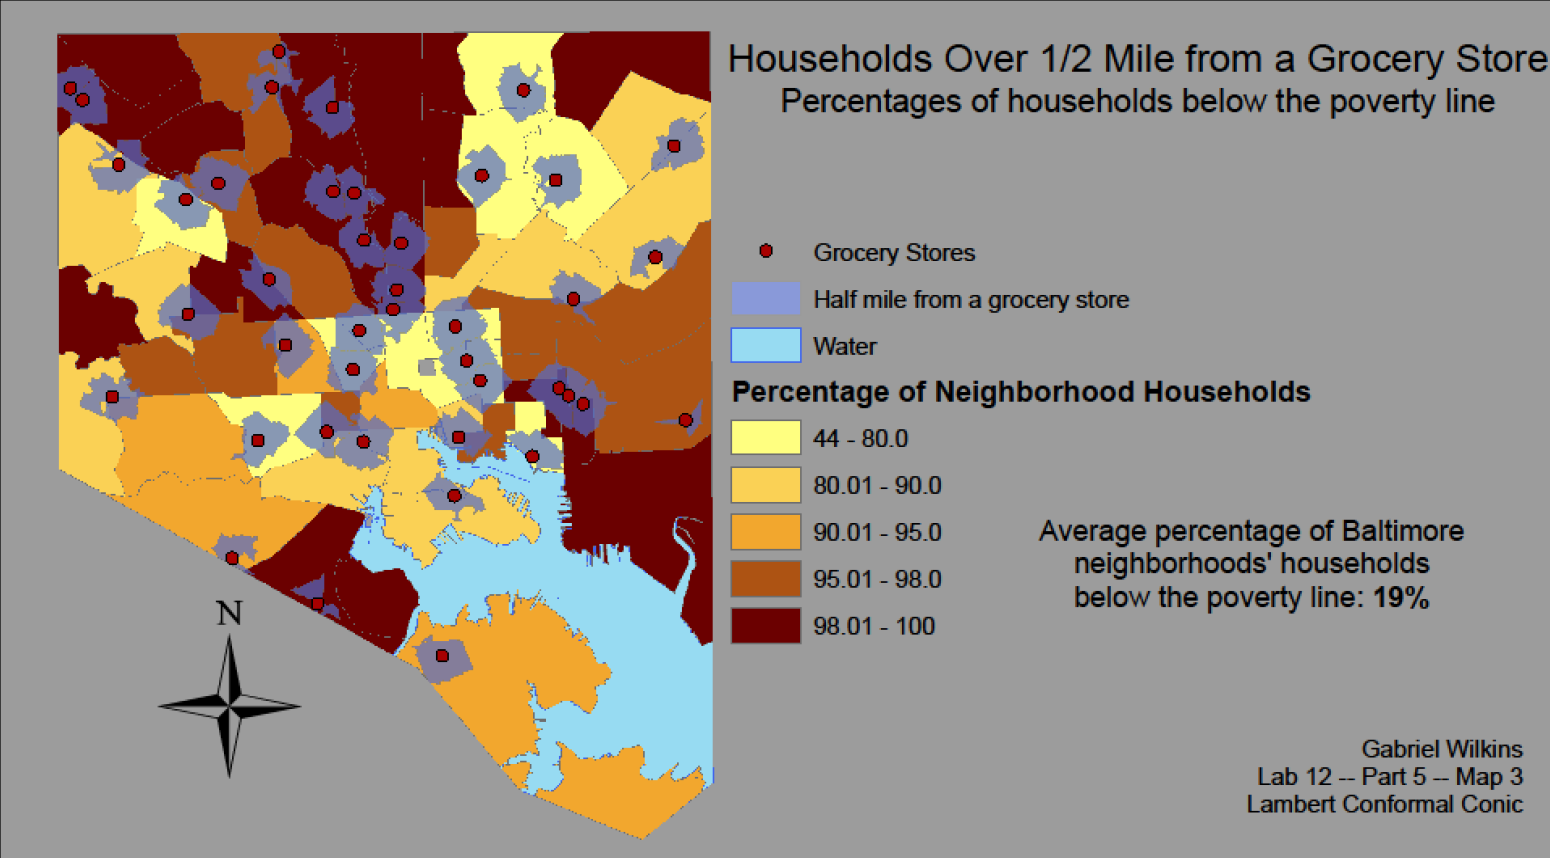 Households Over 1/2 Mile from a Grocery Store
Percentages of households below the poverty line
Grocery Stores
Half mile from a grocery store
Water
Percentage of Neighborhood Households
44 - 80.0
80.01 - 90.0
90.01 - 95.0
95.01 - 98.0
98.01 - 100
Average percentage of Baltimore
neighborhoods' households
below the poverty line: 19%
N
Gabriel Wilkins
Lab 12 -- Part 5 -- Map 3
Lambert Conformal Conic